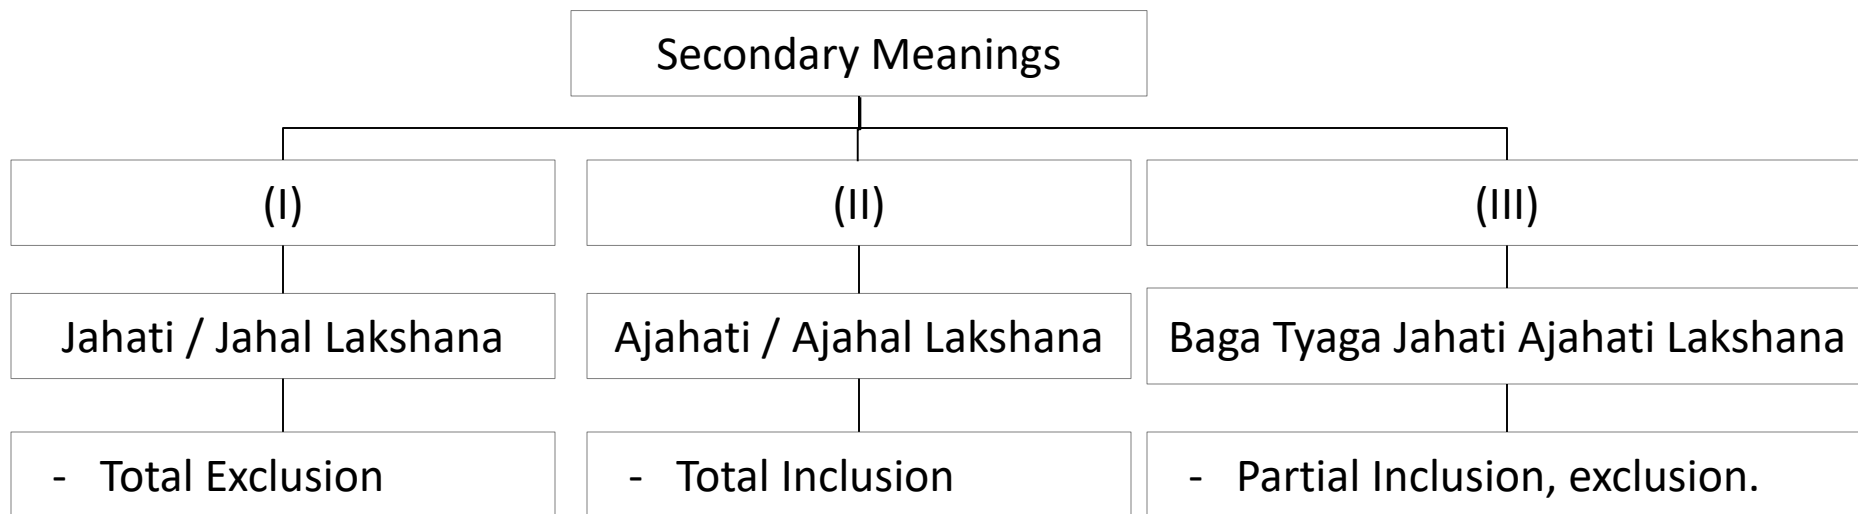 Secondary Meanings
(I)
(II)
(III)
Jahati / Jahal Lakshana
Ajahati / Ajahal Lakshana
Baga Tyaga Jahati Ajahati Lakshana
- Total Exclusion
- Total Inclusion
- Partial Inclusion, exclusion.